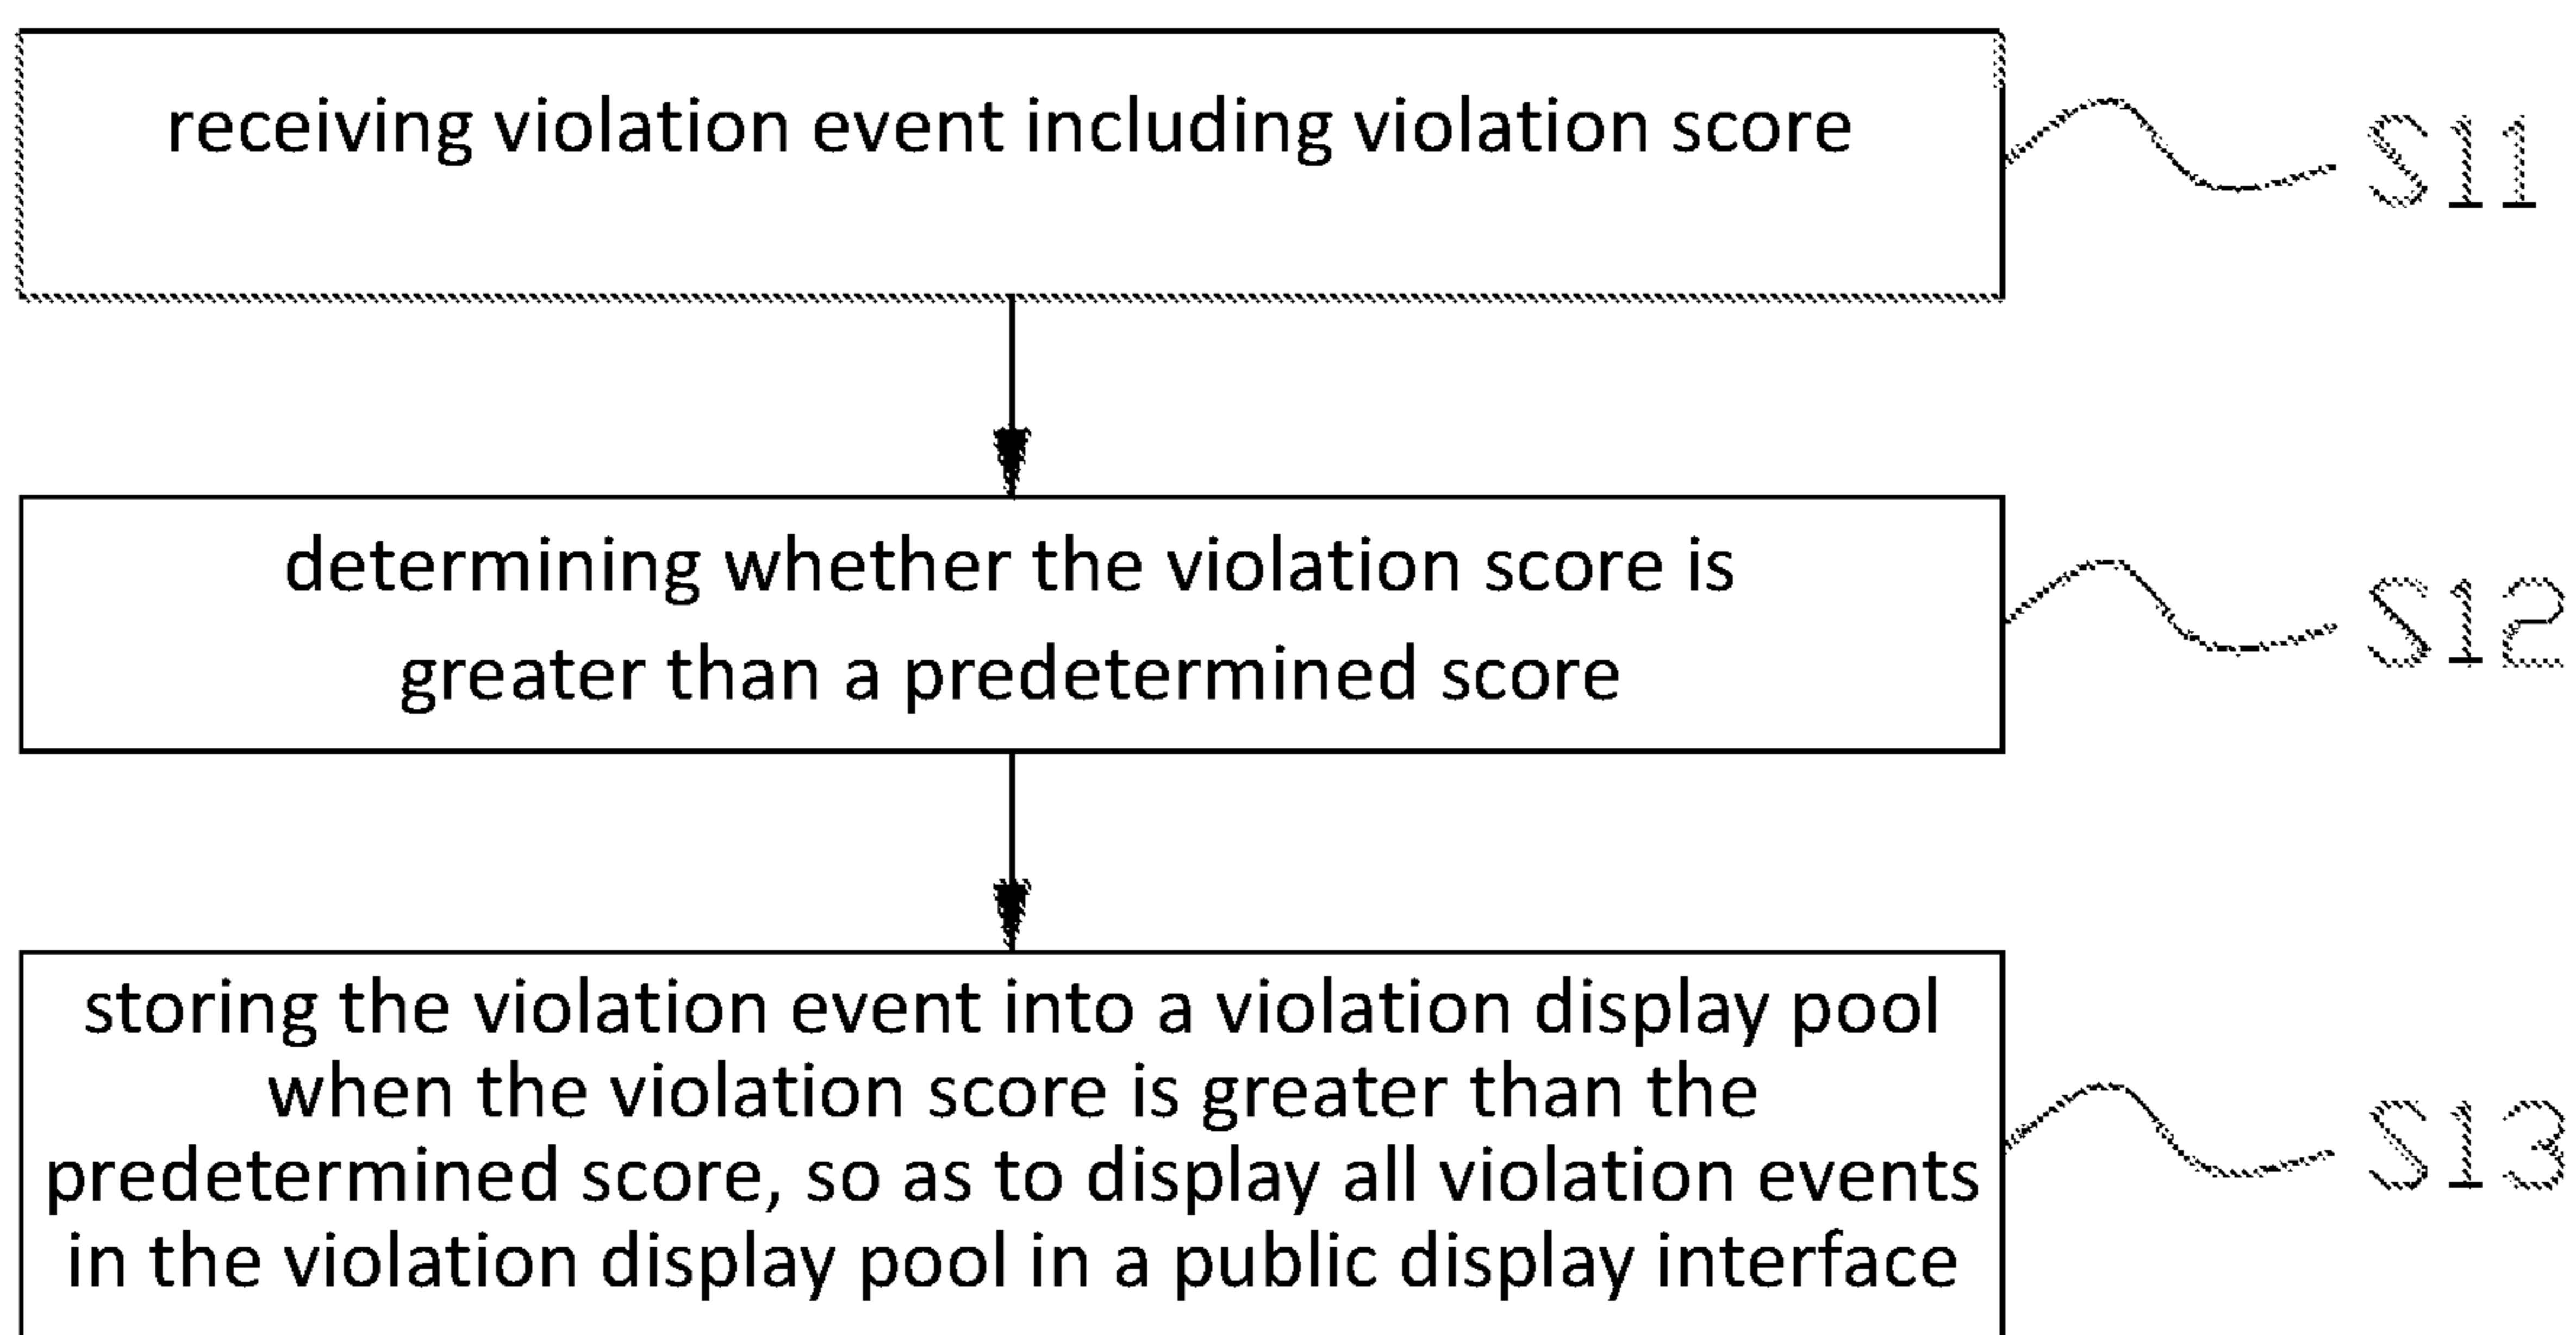 receiving violation event including violation score
S11
determining whether the violation score is
greater than a predetermined score
S12
storing the violation event into a violation display pool
when the violation score is greater than the
predetermined score, so as to display all violation events
in the violation display pool in a public display interface
S13